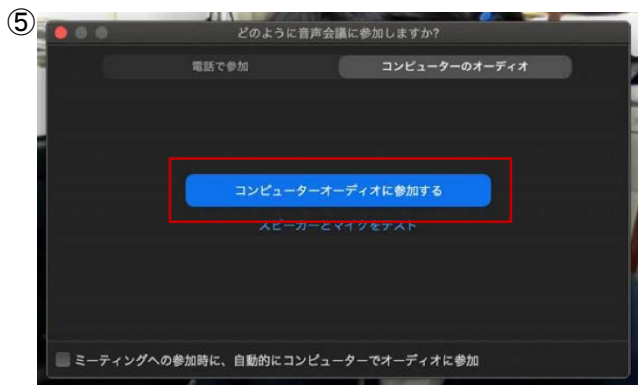 ⑤
どのように音声会議に参加しますか?
電話で参加 コンピューターのオーディオ
コンピューターオーディオに参加する
スピーカーとマイクをテスト
ミーティングへの参加時に、自動的にコンピューターでオーディオに参加